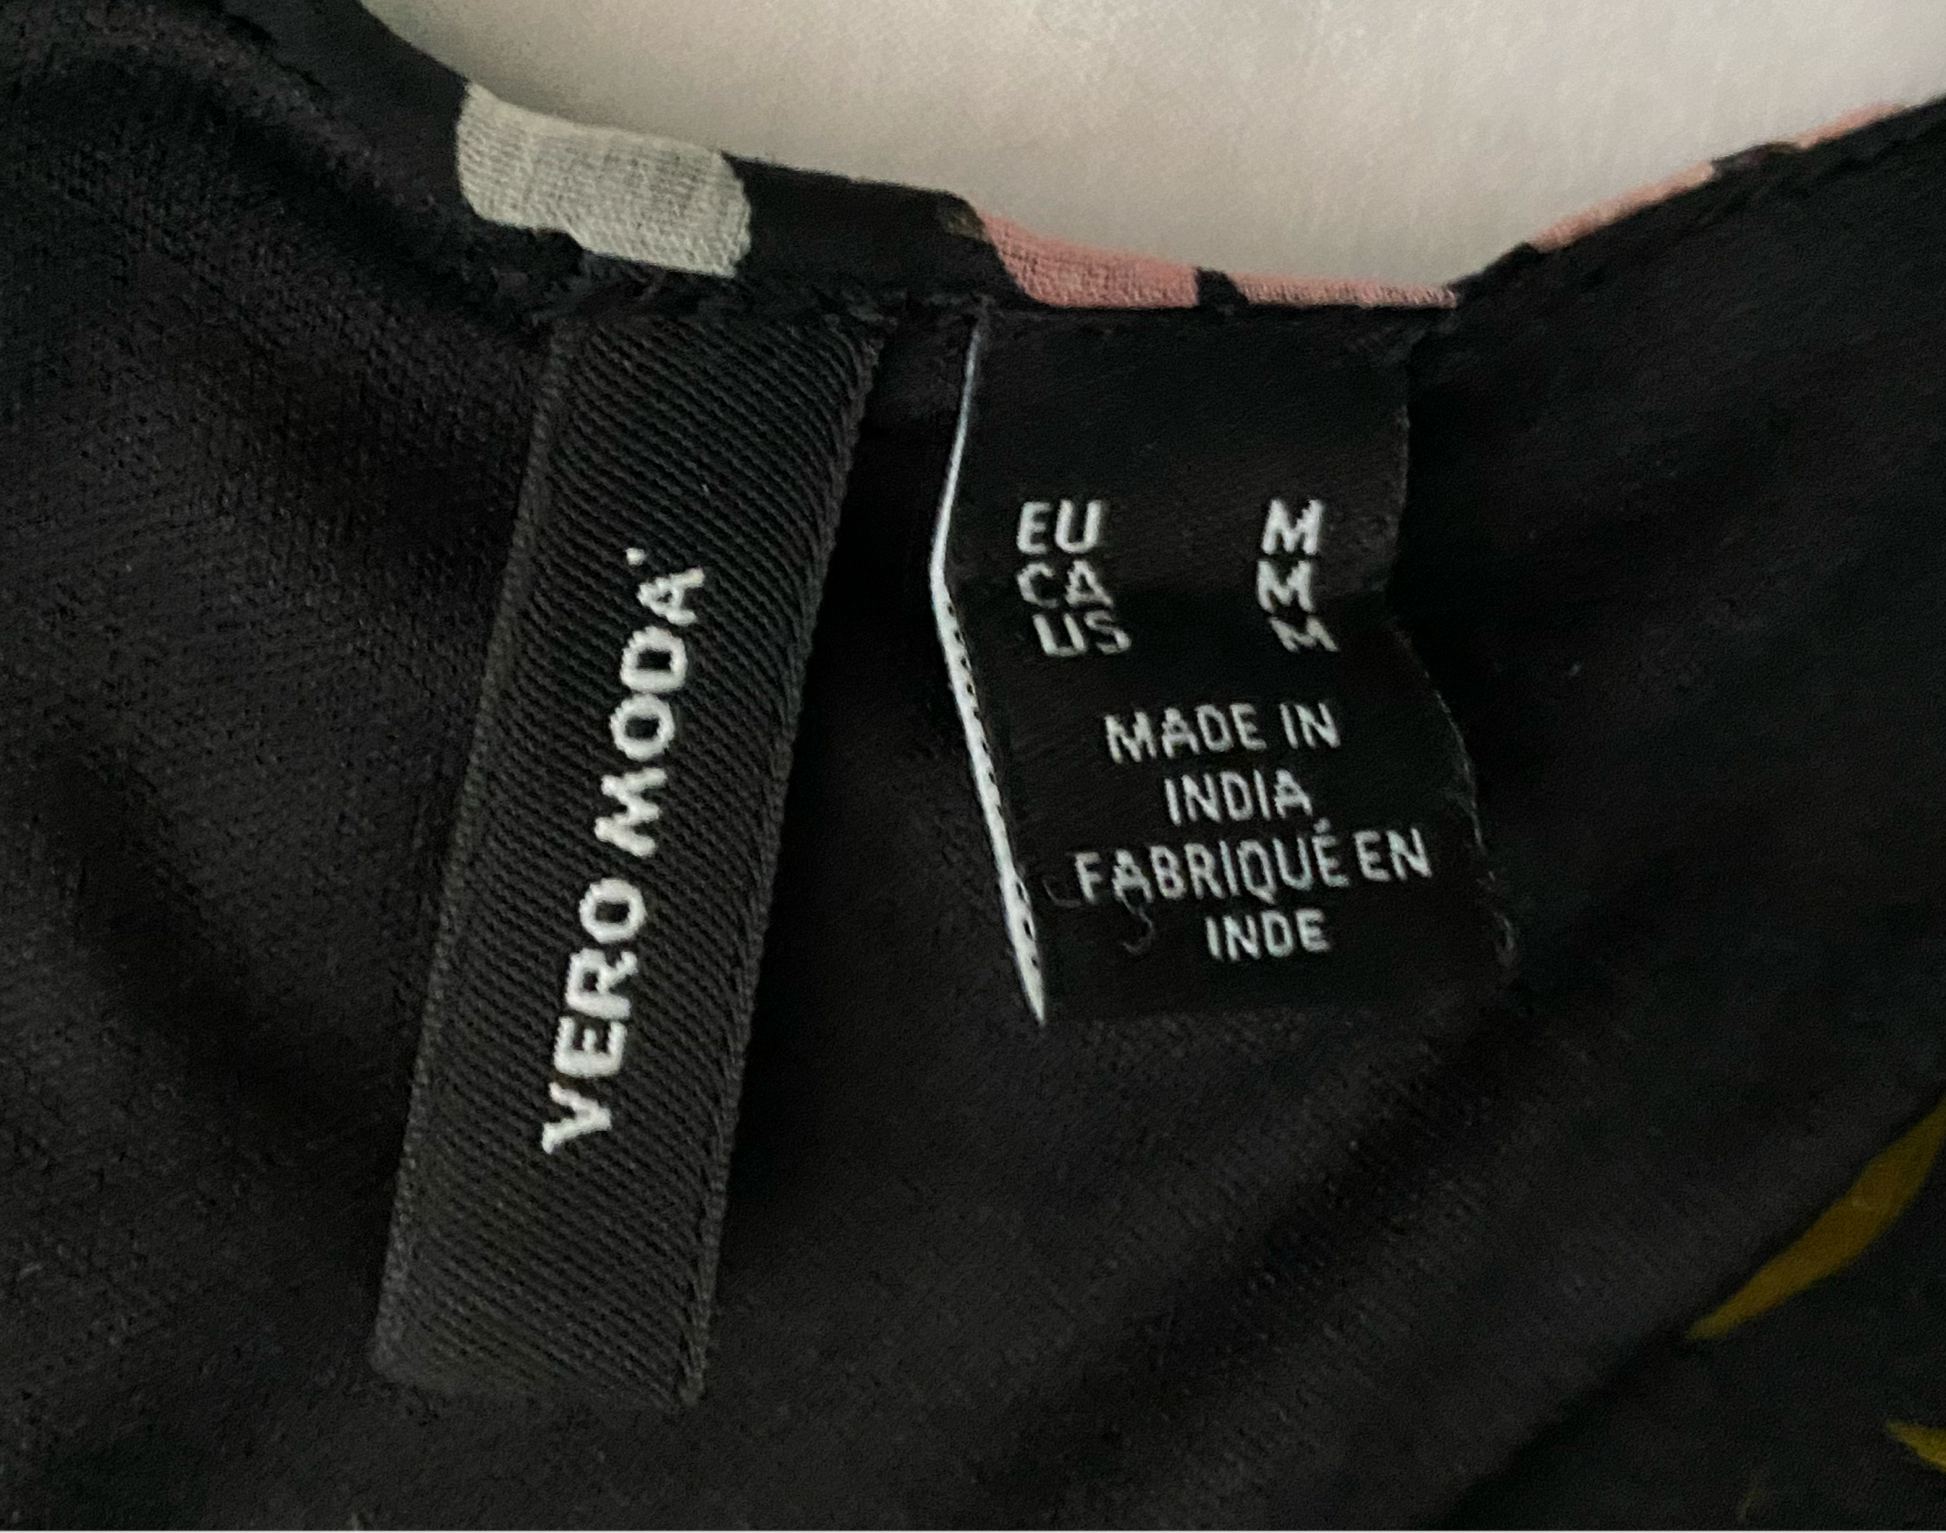 VERO MODA
EU M
CA M
US M
MADE IN
INDIA
FABRIQUÉ EN
INDE